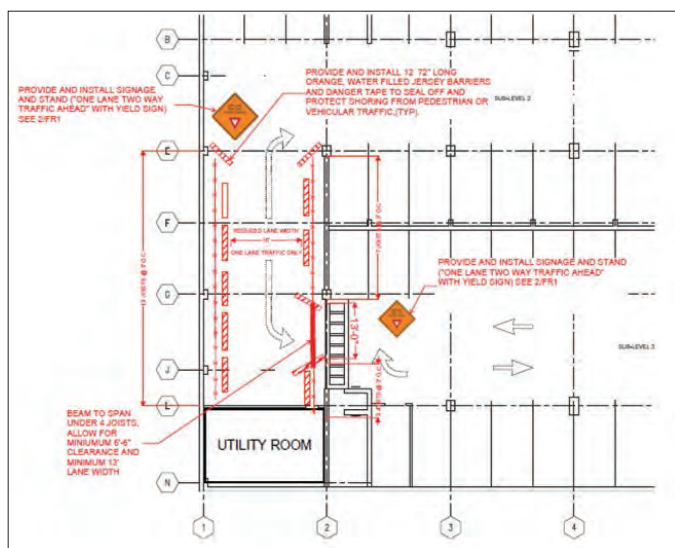 B
C
PROVIDE AND INSTALL SIGNAGE
AND STAND ("ONE LANE TWO WAY
TRAFFIC AHEAD" WITH YIELD SIGN)
SEE 2/FR1
PROVIDE AND INSTALL 12 72" LONG
ORANGE, WATER FILLED JERSEY BARRIERS
AND DANGER TAPE TO SEAL OFF AND
PROTECT SHORING FROM PEDESTRIAN OR
VEHICULAR TRAFFIC,(TYP).
SUB-LEVEL 2
E
F
REDUCED LANE WIDTH
ONE LANE TRAFFIC ONLY
PROVIDE AND INSTALL SIGNAGE AND STAND
("ONE LANE TWO WAY TRAFFIC AHEAD"
WITH YIELD SIGN) SEE 2/FR1
G
13'-0"
SUB-LEVEL 3
J
L
BEAM TO SPAN
UNDER 4 JOISTS,
ALLOW FOR
MINIUMUM 6'-6"
CLEARANCE AND
MINIMUM 13'
LANE WIDTH
UTILITY ROOM
N
1
2
3
4